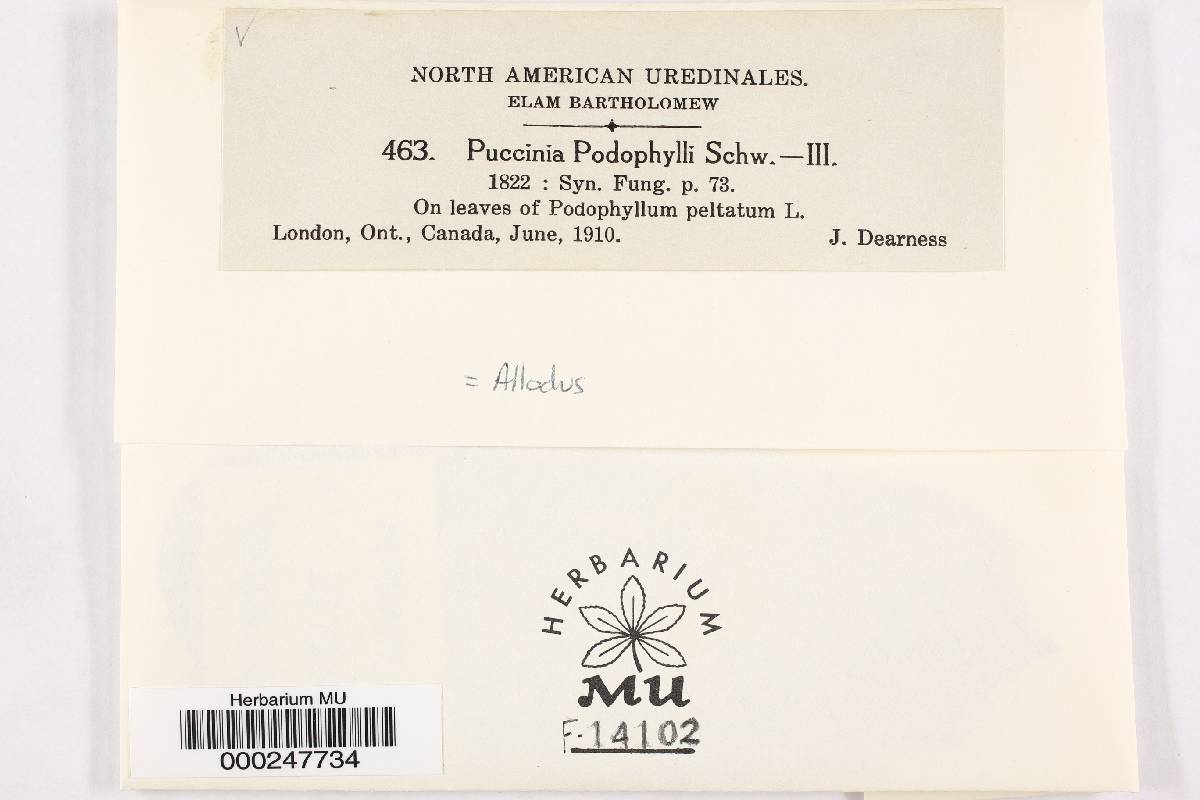 NORTH AMERICAN UREDINALES.
ELAM BARTHOLOMEW
463. Puccinia Podophylli Schw.—III.
1822 : Syn. Fung. p. 73.
On leaves of Podophyllum peltatum L.
London, Ont., Canada, June, 1910. J. Dearness
= Allodus
HERBARIUM
MU
F-14102
Herbarium MU
000247734